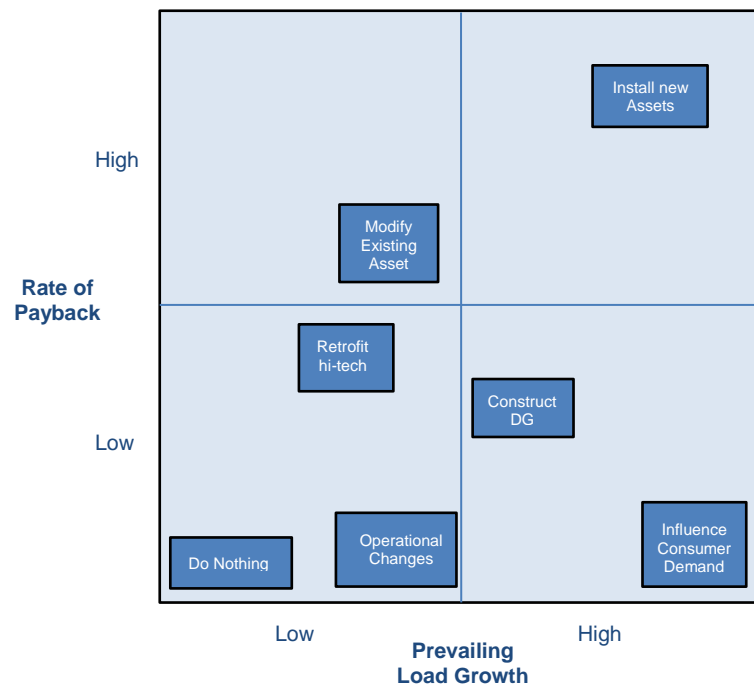 Install new
Assets
High
Modify
Existing
Asset
Rate of
Payback
Retrofit
hi-tech
Construct
DG
Low
Do Nothing
Operational
Changes
Influence
Consumer
Demand
Low
High
Prevailing
Load Growth